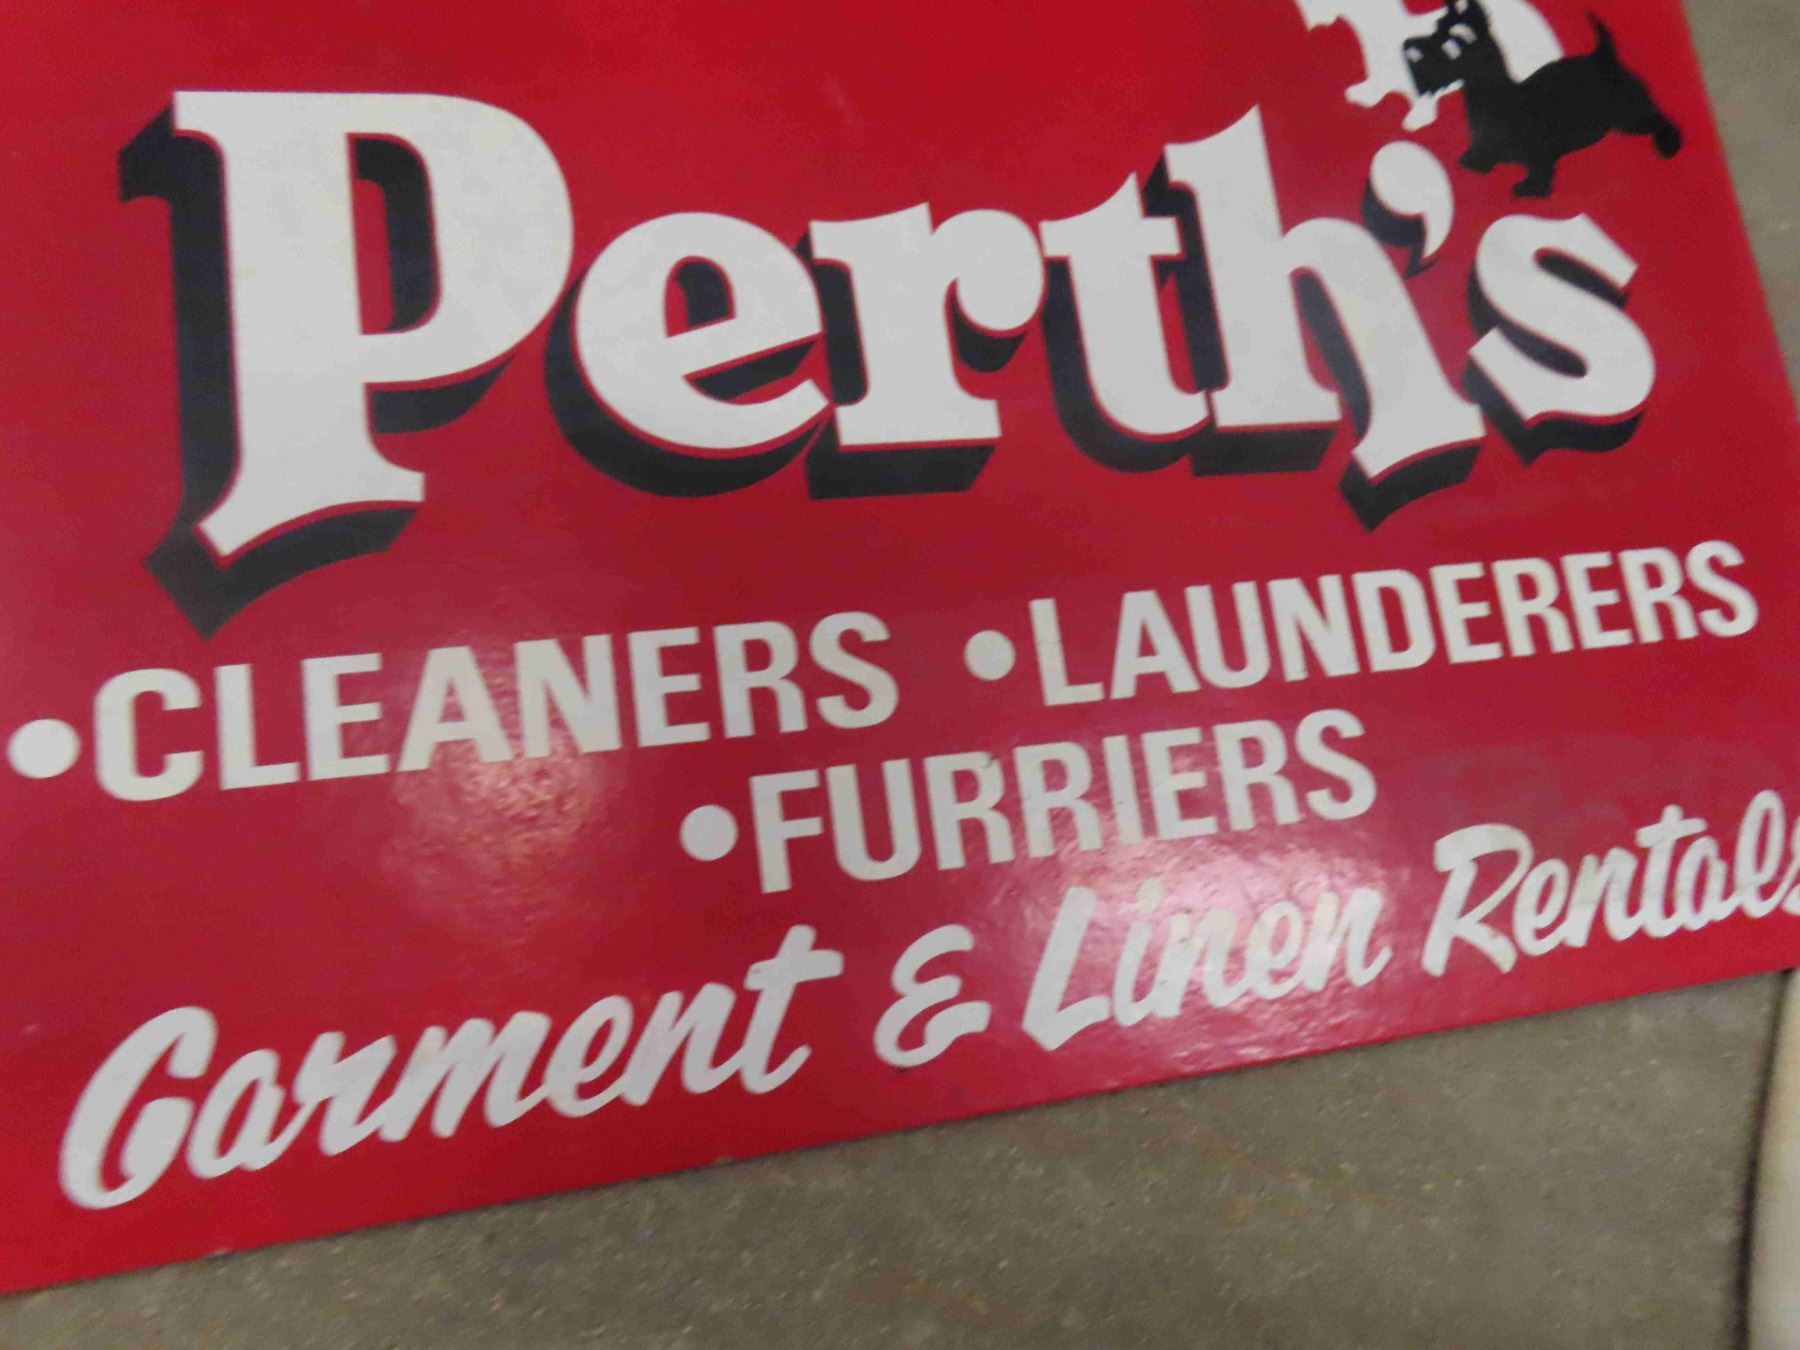 Perth's
•CLEANERS •LAUNDERERS
•FURRIERS
Garment & Linen Rentals